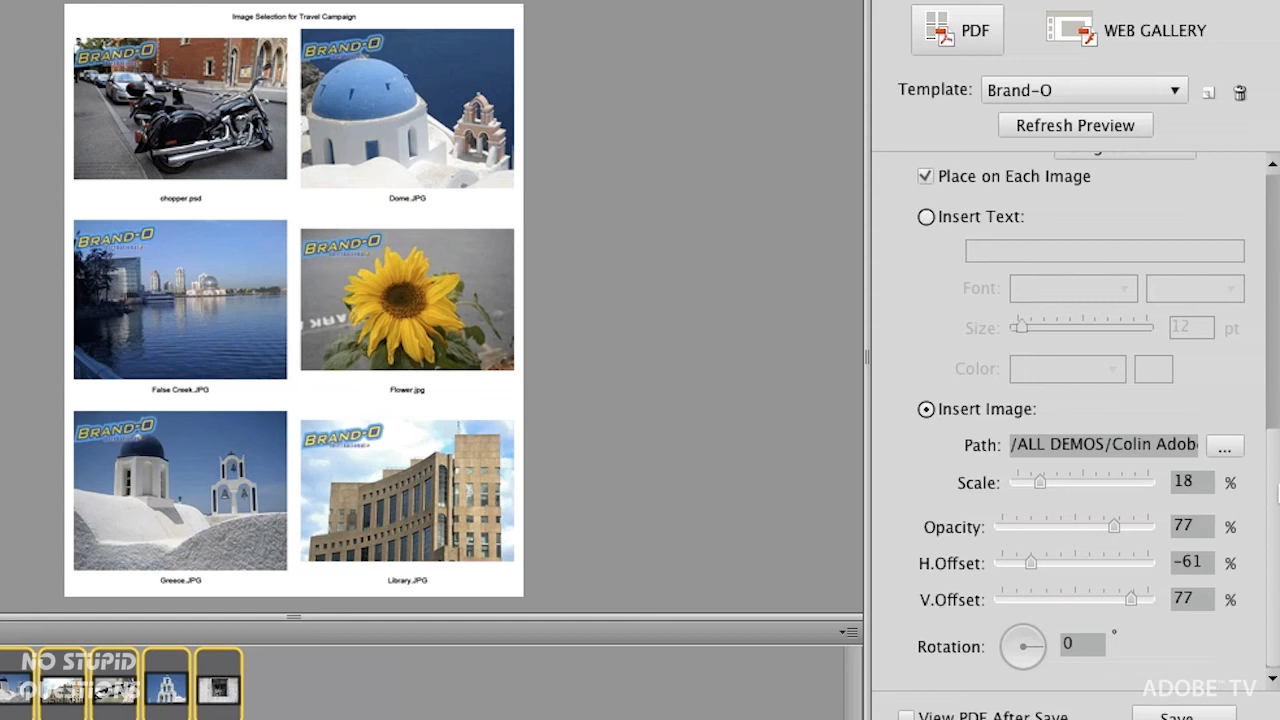 Image Selection for Travel Campaign
BRAND-O
BRAND-O
chopper.psd
Dome.JPG
BRAND-O
BRAND-O
ARK
False Creek.JPG
Flower.jpg
BRAND-O
BRAND-O
Greece.JPG
Library.JPG
NO STUPID
QUESTIONS
PDF
WEB GALLERY
Template:
Brand-O
Refresh Preview
Place on Each Image
Insert Text:
Font:
Size:
12
pt
Color:
Insert Image:
Path:
/ALL DEMOS/Colin Adob
...
Scale:
18
%
Opacity:
77
%
H.Offset:
-61
%
V.Offset:
77
%
Rotation:
0
°
View PDF After Save
Save
ADOBE™ TV